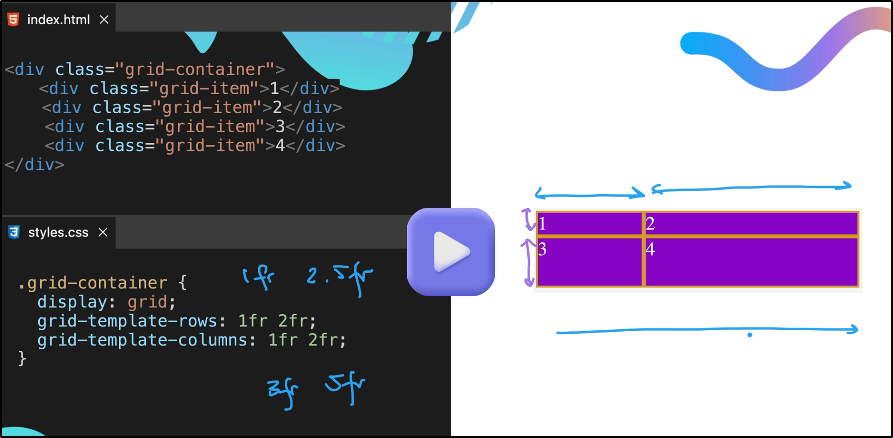 index.html ×
<div class="grid-container">
<div class="grid-item">1</div>
<div class="grid-item">2</div>
<div class="grid-item">3</div>
<div class="grid-item">4</div>
</div>
styles.css ×
.grid-container {
1fr 2.5fr
display: grid;
grid-template-rows: 1fr 2fr;
grid-template-columns: 1fr 2fr;
}
3fr 5fr
1 2
3 4